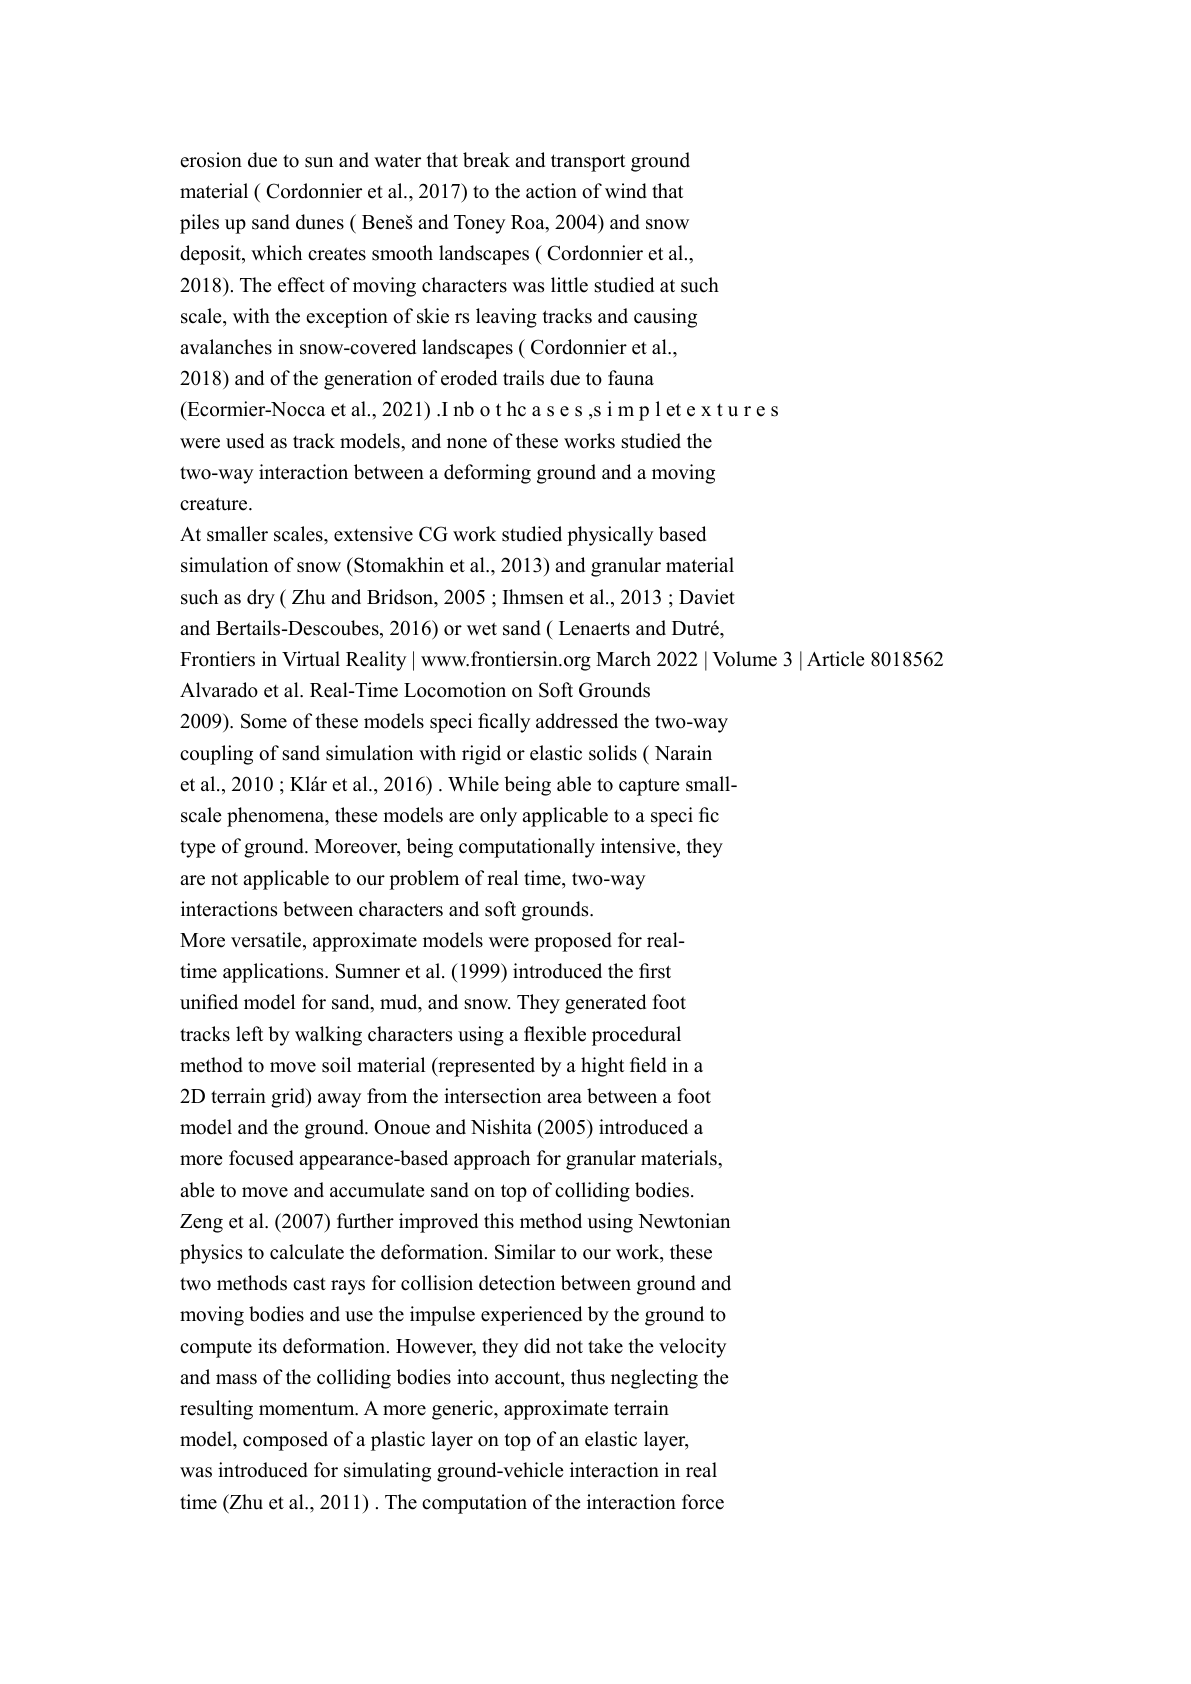 erosion due to sun and water that break and transport ground
material ( Cordonnier et al., 2017) to the action of wind that
piles up sand dunes ( Beneš and Toney Roa, 2004) and snow
deposit, which creates smooth landscapes ( Cordonnier et al.,
2018). The effect of moving characters was little studied at such
scale, with the exception of skie rs leaving tracks and causing
avalanches in snow-covered landscapes ( Cordonnier et al.,
2018) and of the generation of eroded trails due to fauna
(Ecormier-Nocca et al., 2021) .I nb o t hc a s e s ,s i m p l et e x t u r e s
were used as track models, and none of these works studied the
two-way interaction between a deforming ground and a moving
creature.
At smaller scales, extensive CG work studied physically based
simulation of snow (Stomakhin et al., 2013) and granular material
such as dry ( Zhu and Bridson, 2005 ; Ihmsen et al., 2013 ; Daviet
and Bertails-Descoubes, 2016) or wet sand ( Lenaerts and Dutré,
Frontiers in Virtual Reality | www.frontiersin.org March 2022 | Volume 3 | Article 8018562
Alvarado et al. Real-Time Locomotion on Soft Grounds
2009). Some of these models speci fically addressed the two-way
coupling of sand simulation with rigid or elastic solids ( Narain
et al., 2010 ; Klár et al., 2016) . While being able to capture small-
scale phenomena, these models are only applicable to a speci fic
type of ground. Moreover, being computationally intensive, they
are not applicable to our problem of real time, two-way
interactions between characters and soft grounds.
More versatile, approximate models were proposed for real-
time applications. Sumner et al. (1999) introduced the first
unified model for sand, mud, and snow. They generated foot
tracks left by walking characters using a flexible procedural
method to move soil material (represented by a hight field in a
2D terrain grid) away from the intersection area between a foot
model and the ground. Onoue and Nishita (2005) introduced a
more focused appearance-based approach for granular materials,
able to move and accumulate sand on top of colliding bodies.
Zeng et al. (2007) further improved this method using Newtonian
physics to calculate the deformation. Similar to our work, these
two methods cast rays for collision detection between ground and
moving bodies and use the impulse experienced by the ground to
compute its deformation. However, they did not take the velocity
and mass of the colliding bodies into account, thus neglecting the
resulting momentum. A more generic, approximate terrain
model, composed of a plastic layer on top of an elastic layer,
was introduced for simulating ground-vehicle interaction in real
time (Zhu et al., 2011) . The computation of the interaction force